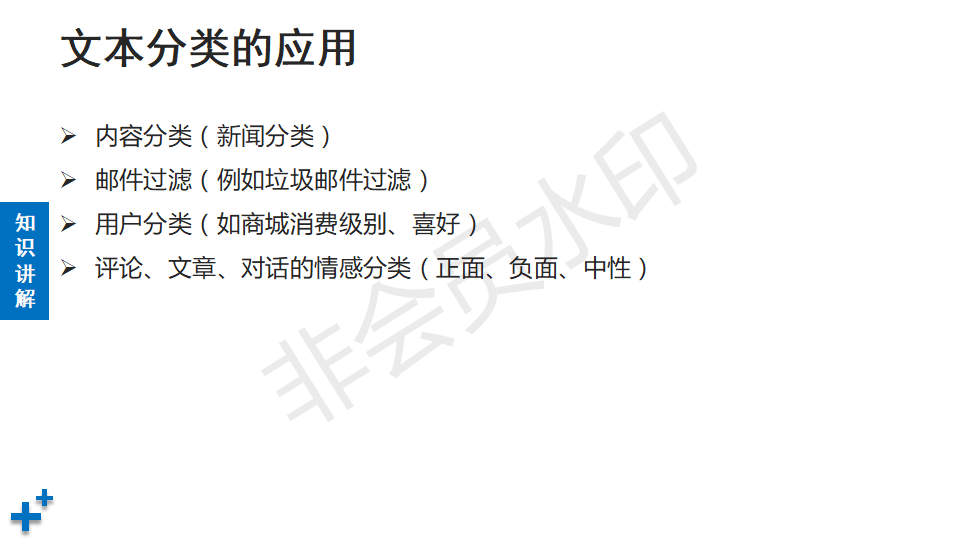 文本分类的应用
内容分类（新闻分类）
邮件过滤（例如垃圾邮件过滤）
用户分类（如商城消费级别、喜好）
评论、文章、对话的情感分类（正面、负面、中性）
知识讲解
非会员水印